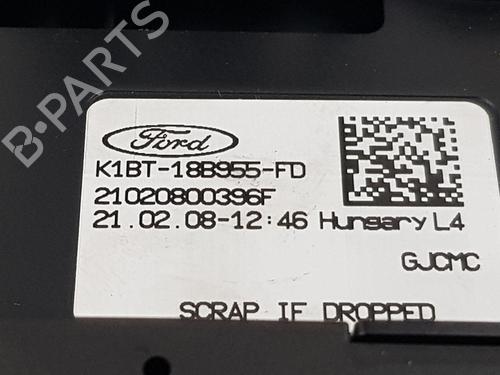 B-PARTS
Ford
K1BT-18B955-FD
21020800396F
21.02.08-12:46 Hungary L4
GJCMC
SCRAP IF DROPPED